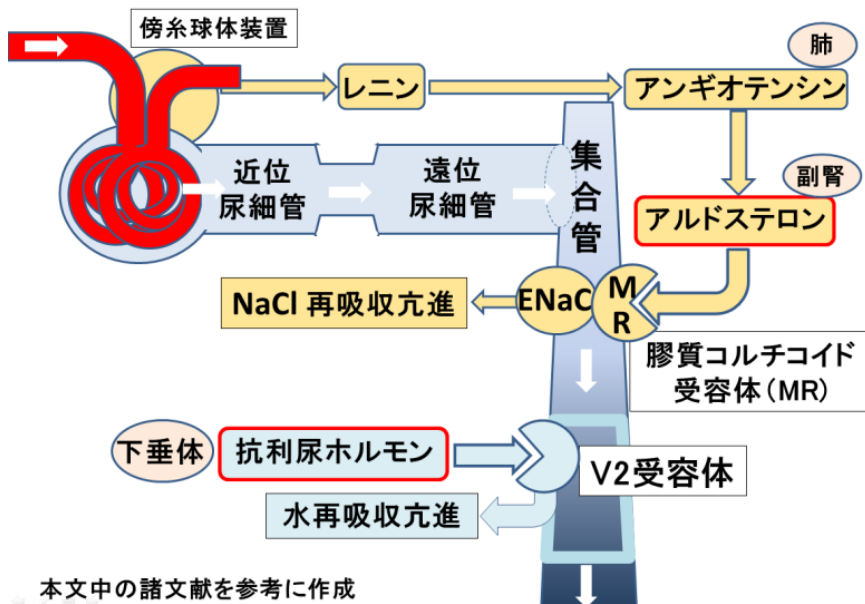 傍糸球体装置
肺
レニン
アンギオテンシン
近位
尿細管
遠位
尿細管
集
合
管
副腎
アルドステロン
NaCl 再吸収亢進
ENaC
M
R
膠質コルチコイド
受容体(MR)
下垂体
抗利尿ホルモン
V2受容体
水再吸収亢進
本文中の諸文献を参考に作成